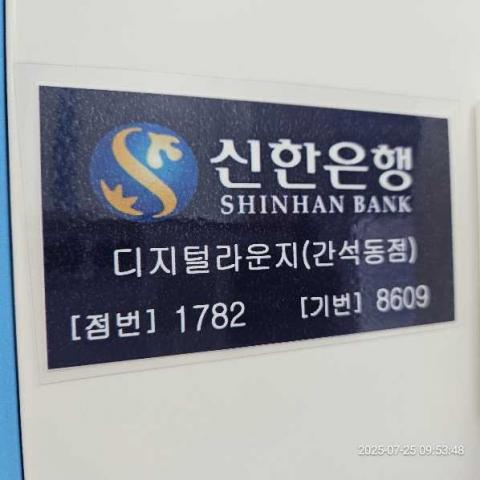 신한은행
SHINHAN BANK
디지털라운지(간석동점)
[점번] 1782 [기번] 8609
2025-07-25 09:53:48